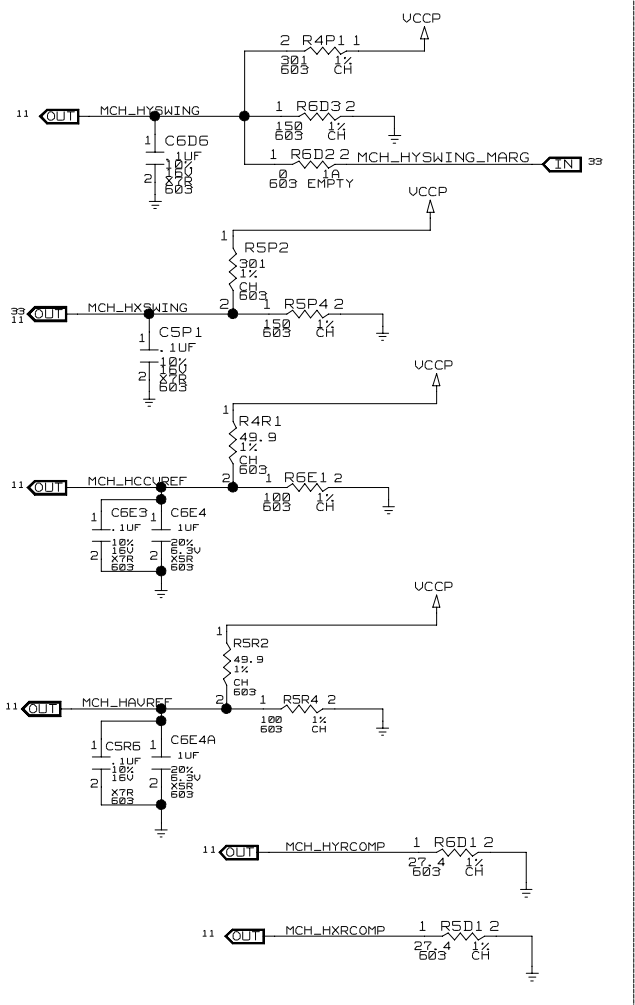 VCCP
2 R4P1 1
301 1%
603 CH
11 OUT MCH_HYSWING
1 R6D3 2
150 1%
603 CH
1 C6D6
.1UF
10%
16V
2 X7R
603
1 R6D2 2 MCH_HYSWING_MARG IN 33
0 1A
603 EMPTY
VCCP
1
R5P2
301
1%
CH
603
2
33
11 OUT MCH_HXSWING
1 R5P4 2
150 1%
603 CH
1 C5P1
.1UF
10%
16V
2 X7R
603
VCCP
1
R4R1
49.9
1%
CH
603
2
11 OUT MCH_HCCVREF
1 R6E1 2
100 1%
603 CH
1 C6E3
.1UF
10%
16V
2 X7R
603
1 C6E4
1UF
20%
6.3V
2 X5R
603
VCCP
1
R5R2
49.9
1%
CH
603
2
11 OUT MCH_HAVREF
1 R5R4 2
100 1%
603 CH
1 C5R6
.1UF
10%
16V
2 X7R
603
1 C6E4A
1UF
20%
6.3V
2 X5R
603
11 OUT MCH_HYRCOMP 1 R6D1 2
27.4 1%
603 CH
11 OUT MCH_HXRCOMP 1 R5D1 2
27.4 1%
603 CH